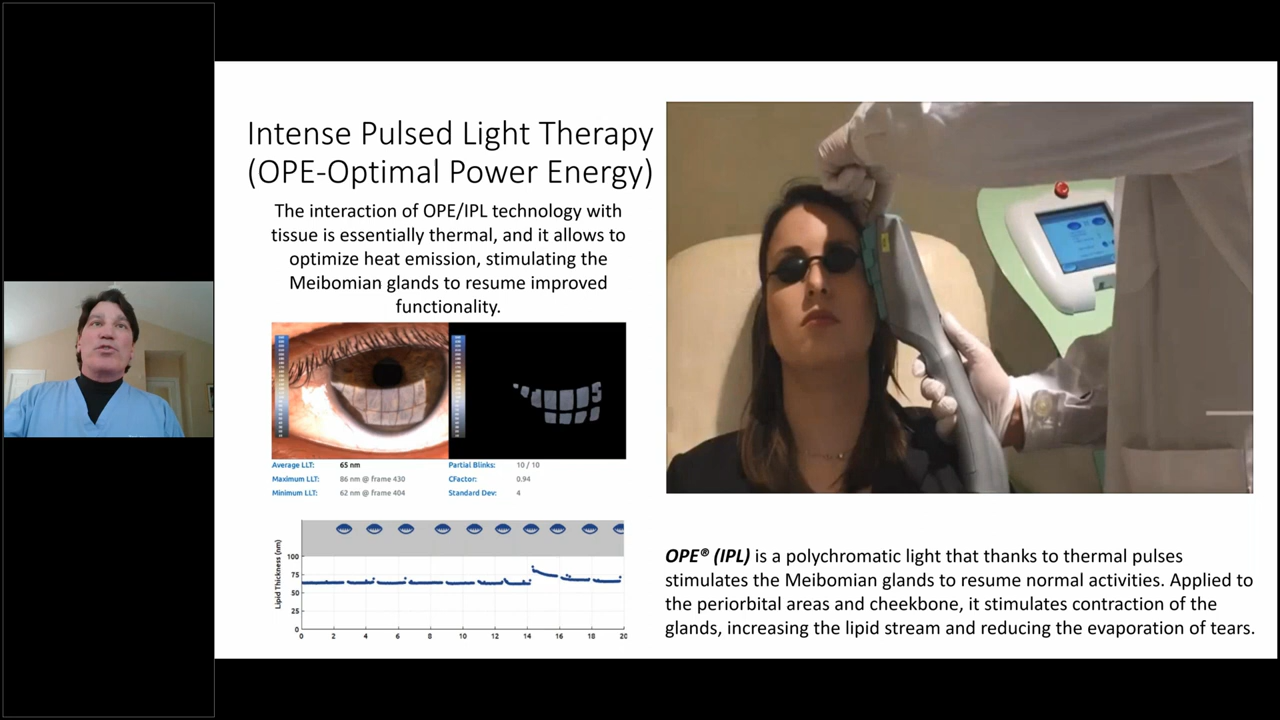 Intense Pulsed Light Therapy
(OPE-Optimal Power Energy)
The interaction of OPE/IPL technology with
tissue is essentially thermal, and it allows to
optimize heat emission, stimulating the
Meibomian glands to resume improved
functionality.
Average LLT: 65 nm Partial Blinks: 10 / 10
Maximum LLT: 86 nm @ frame 430 CFactor: 0.94
Minimum LLT: 62 nm @ frame 404 Standard Dev: 4
Lipid Thickness (nm)
100
75
50
25
0
0 2 4 6 8 10 12 14 16 18 20
OPE® (IPL) is a polychromatic light that thanks to thermal pulses
stimulates the Meibomian glands to resume normal activities. Applied to
the periorbital areas and cheekbone, it stimulates contraction of the
glands, increasing the lipid stream and reducing the evaporation of tears.